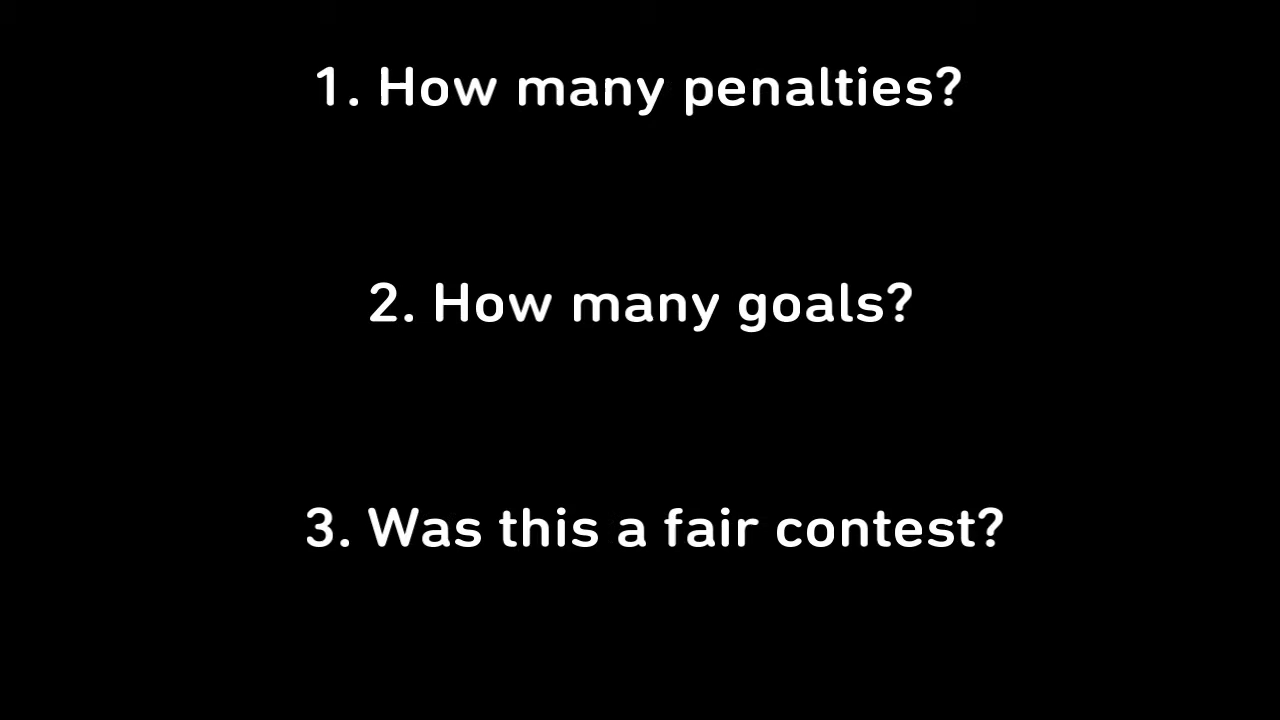 1. How many penalties?
2. How many goals?
3. Was this a fair contest?